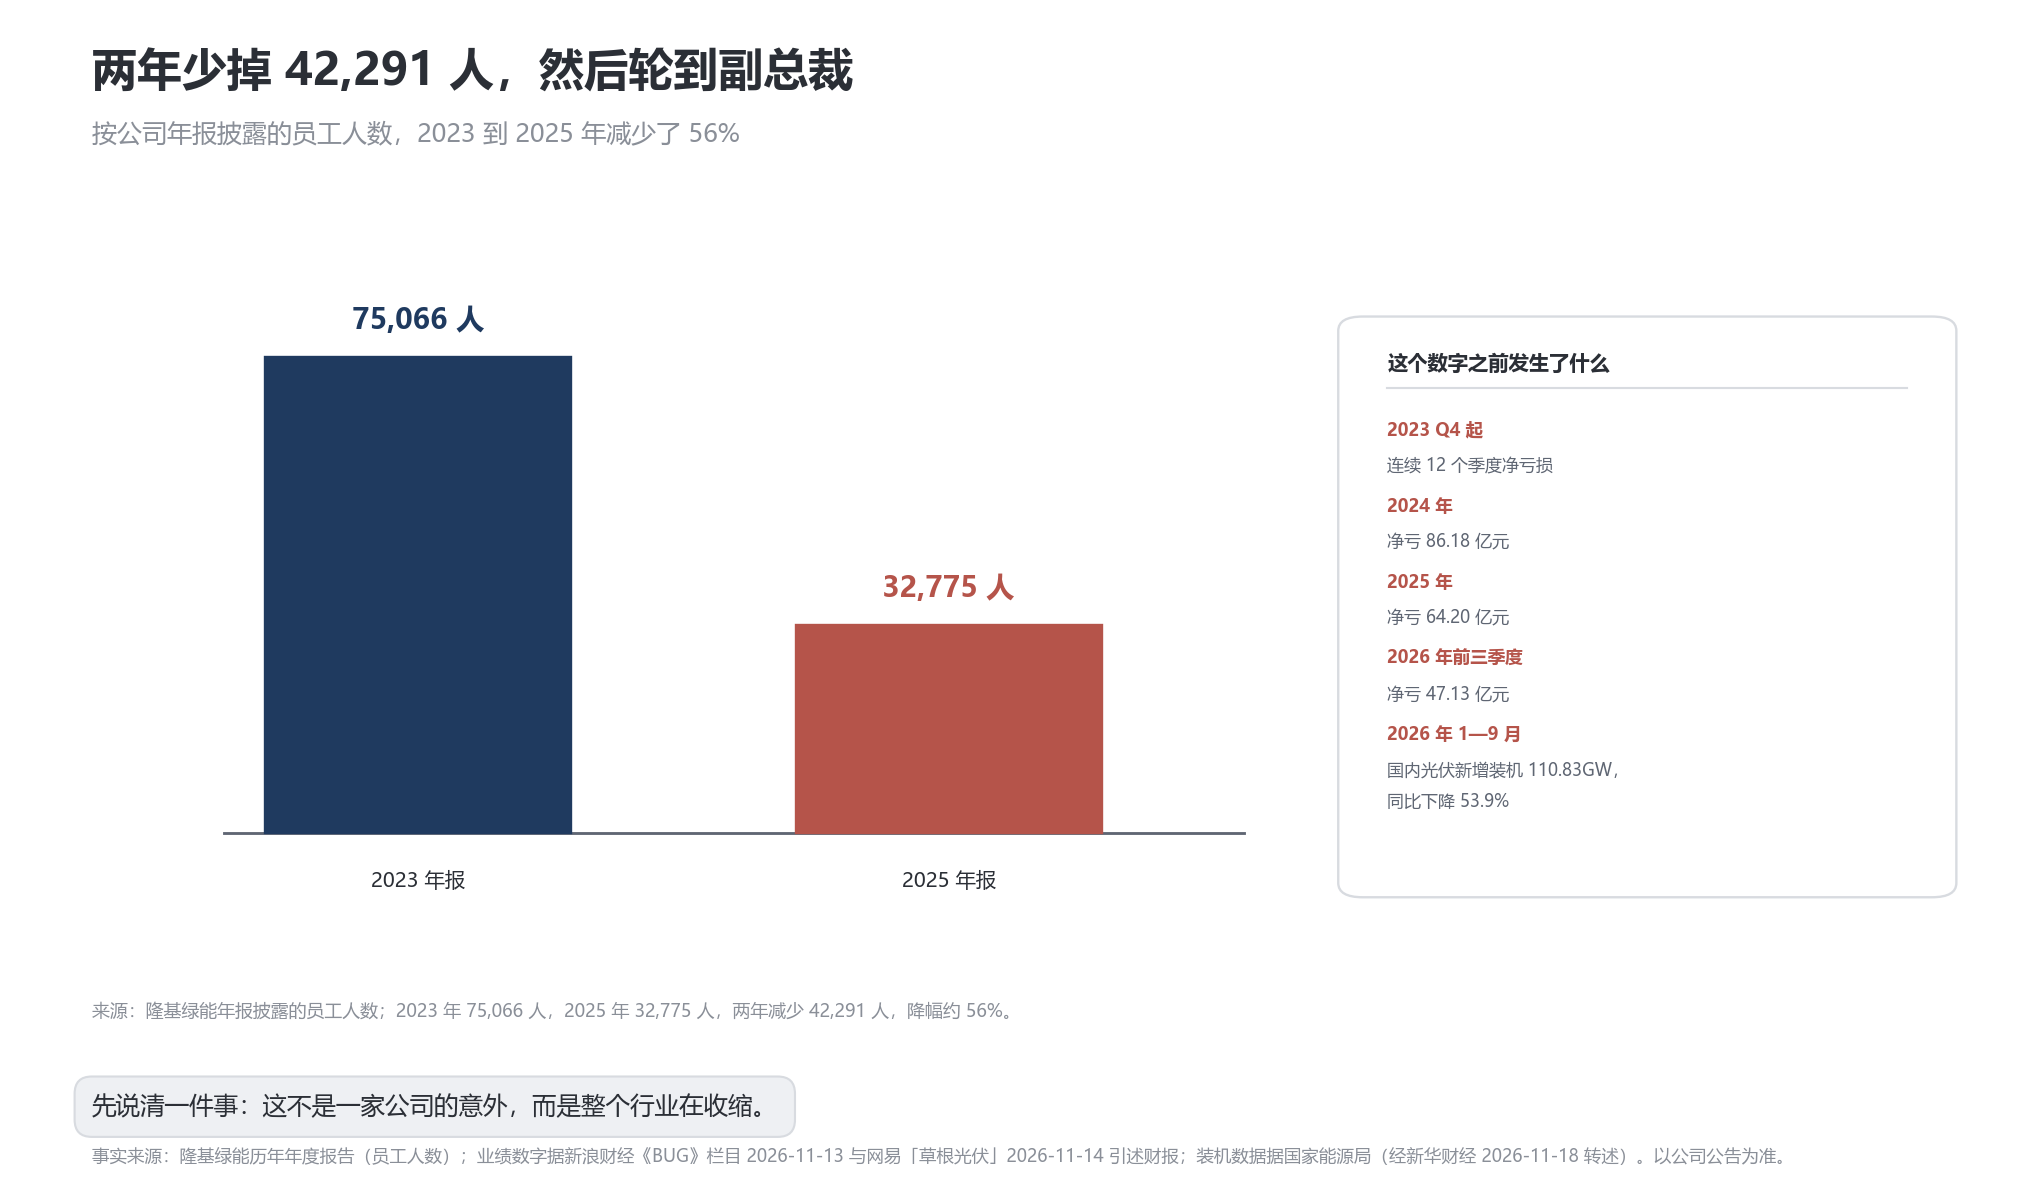 两年少掉 42,291 人，然后轮到副总裁
按公司年报披露的员工人数，2023 到 2025 年减少了 56%
75,066 人
32,775 人
2023 年报
2025 年报
这个数字之前发生了什么
2023 Q4 起
连续 12 个季度净亏损
2024 年
净亏 86.18 亿元
2025 年
净亏 64.20 亿元
2026 年前三季度
净亏 47.13 亿元
2026 年 1—9 月
国内光伏新增装机 110.83GW，
同比下降 53.9%
来源：隆基绿能年报披露的员工人数；2023 年 75,066 人，2025 年 32,775 人，两年减少 42,291 人，降幅约 56%。
先说清一件事：这不是一家公司的意外，而是整个行业在收缩。
事实来源：隆基绿能历年年度报告（员工人数）；业绩数字据新浪财经《BUG》栏目 2026-11-13 与网易「草根光伏」2026-11-14 引述财报；装机数据据国家能源局（经新华财经 2026-11-18 转述）。以公司公告为准。